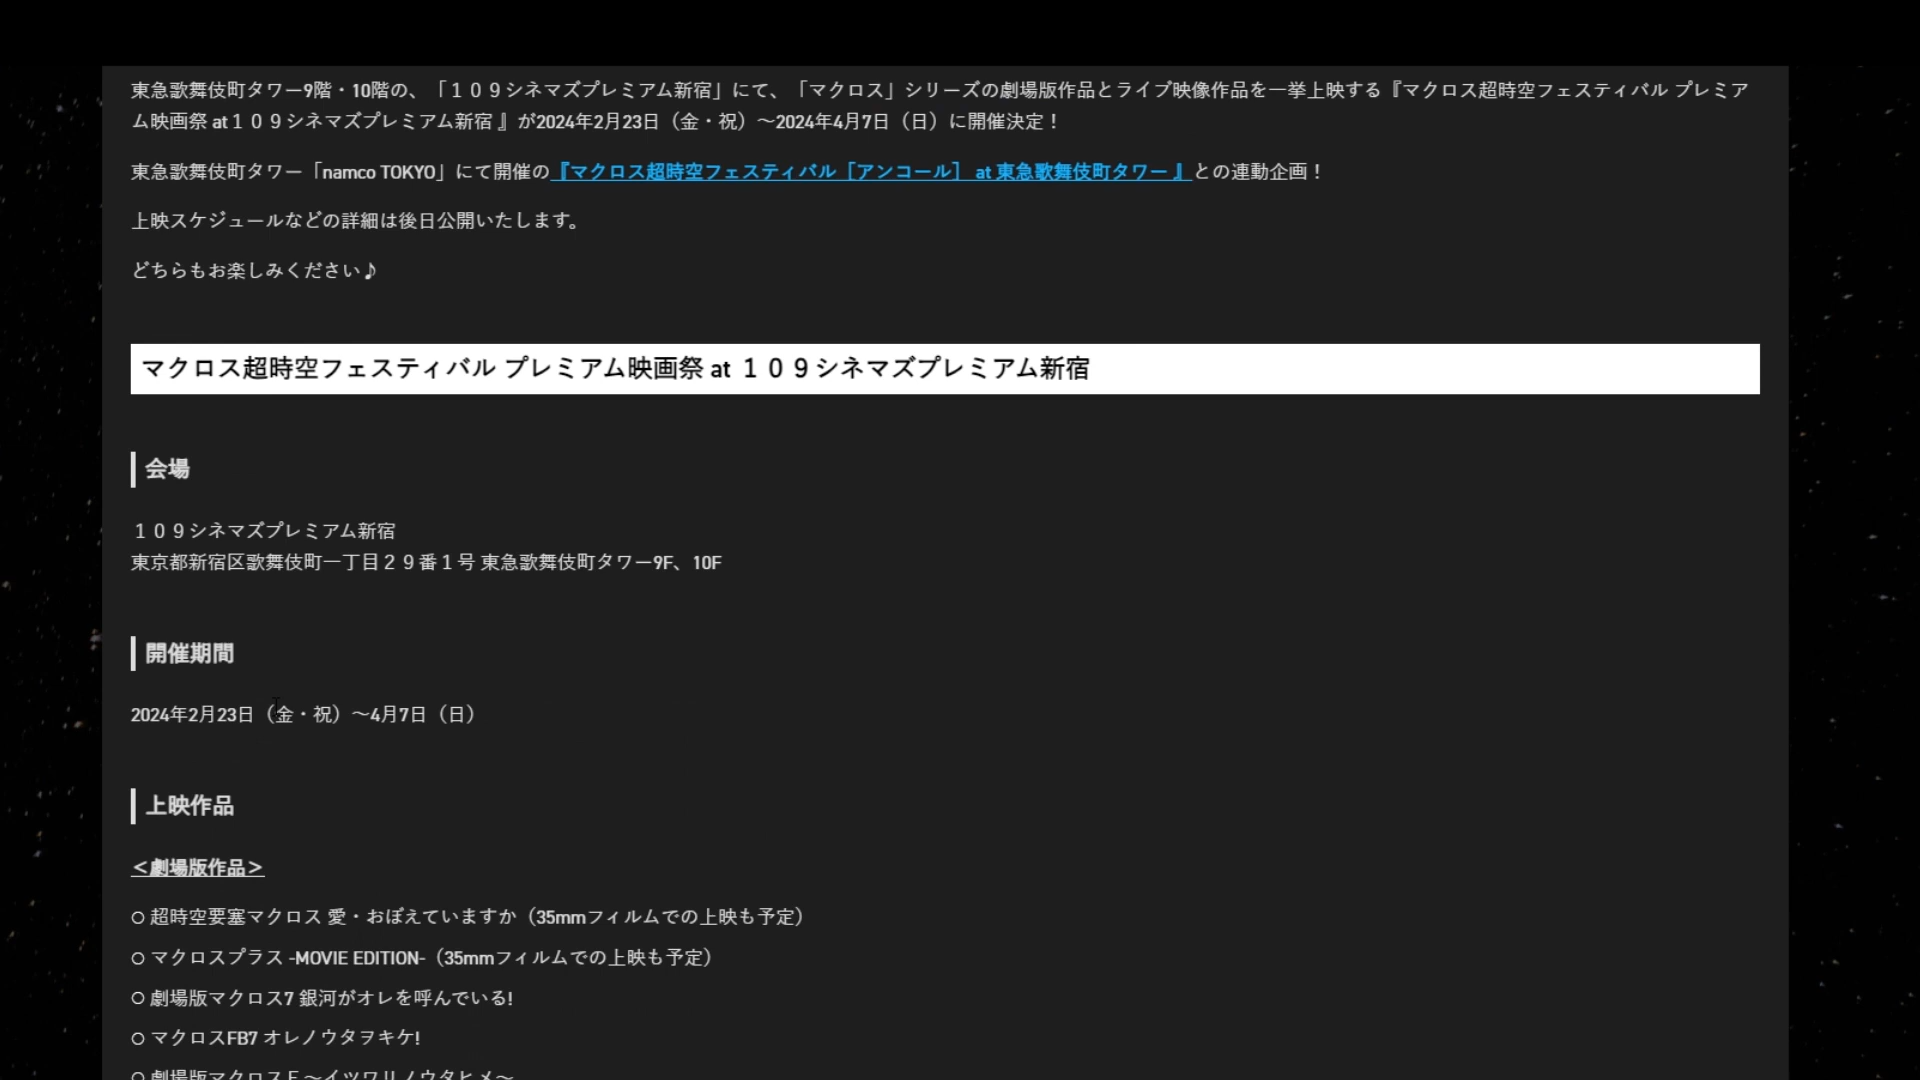 東急歌舞伎町タワー9階・10階の、「１０９シネマズプレミアム新宿」にて、「マクロス」シリーズの劇場版作品とライブ映像作品を一挙上映する『マクロス超時空フェスティバル プレミア
ム映画祭 at１０９シネマズプレミアム新宿 』が2024年2月23日（金・祝）～2024年4月7日（日）に開催決定！
東急歌舞伎町タワー「namco TOKYO」にて開催の『マクロス超時空フェスティバル［アンコール］ at 東急歌舞伎町タワー 』との連動企画！
上映スケジュールなどの詳細は後日公開いたします。
どちらもお楽しみください♪
マクロス超時空フェスティバル プレミアム映画祭 at １０９シネマズプレミアム新宿
会場
１０９シネマズプレミアム新宿
東京都新宿区歌舞伎町一丁目２９番１号 東急歌舞伎町タワー9F、10F
開催期間
2024年2月23日（金・祝）～4月7日（日）
上映作品
＜劇場版作品＞
○ 超時空要塞マクロス 愛・おぼえていますか（35mmフィルムでの上映も予定）
○ マクロスプラス -MOVIE EDITION-（35mmフィルムでの上映も予定）
○ 劇場版マクロス7 銀河がオレを呼んでいる!
○ マクロスFB7 オレノウタヲキケ!
○ 劇場版マクロスＦ～イツワリノウタヒメ～